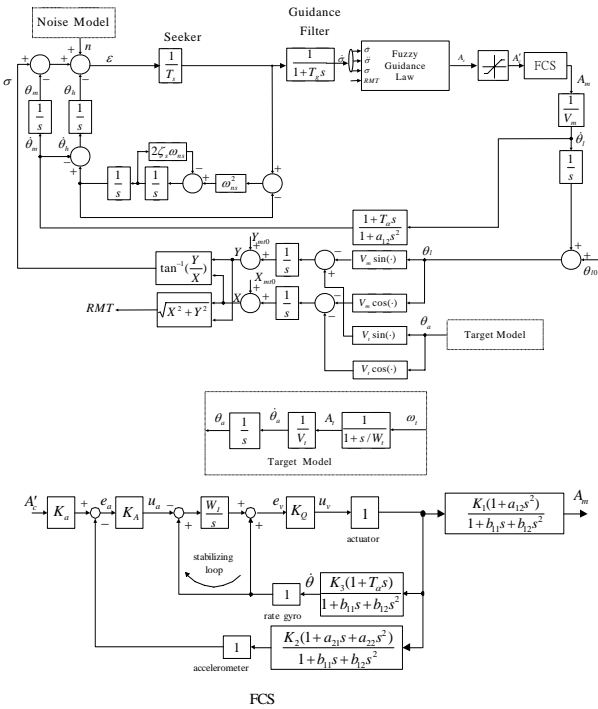 Guidance
Filter
Noise Model
Seeker
n
ε
σ
+
+
−
+
−
+
1/T_s
1/(1+T_g s)
σ̇
σ
σ̇
σ
RMT
Fuzzy
Guidance
Law
A_c
A'_c
FCS
A_m
1/V_m
θ̇_l
θ_m
θ_h
1/s
1/s
1/s
θ̇_m
θ̇_h
−
+
2ζ_s ω_ns
1/s
1/s
−
+
ω²_ns
+
−
(1+T_α s)/(1+a_12 s²)
Y_mt0
tan⁻¹(Y/X)
Y
+
+
1/s
−
+
V_m sin(·)
θ_l
+
+
θ_l0
X_mt0
RMT
√(X²+Y²)
X
+
+
1/s
−
−
V_m cos(·)
V_t sin(·)
θ_a
Target Model
V_t cos(·)
θ_a
1/s
θ̇_a
1/V_t
A_t
1/(1+s/W_t)
ω_t
Target Model
A'_c
K_a
+
−
e_a
K_A
u_a
−
+
W_I/s
+
+
e_v
K_Q
u_v
1
actuator
K_1(1+a_12 s²)/(1+b_11 s+b_12 s²)
A_m
stabilizing
loop
1
rate gyro
θ̇
K_3(1+T_α s)/(1+b_11 s+b_12 s²)
1
accelerometer
K_2(1+a_21 s+a_22 s²)/(1+b_11 s+b_12 s²)
FCS